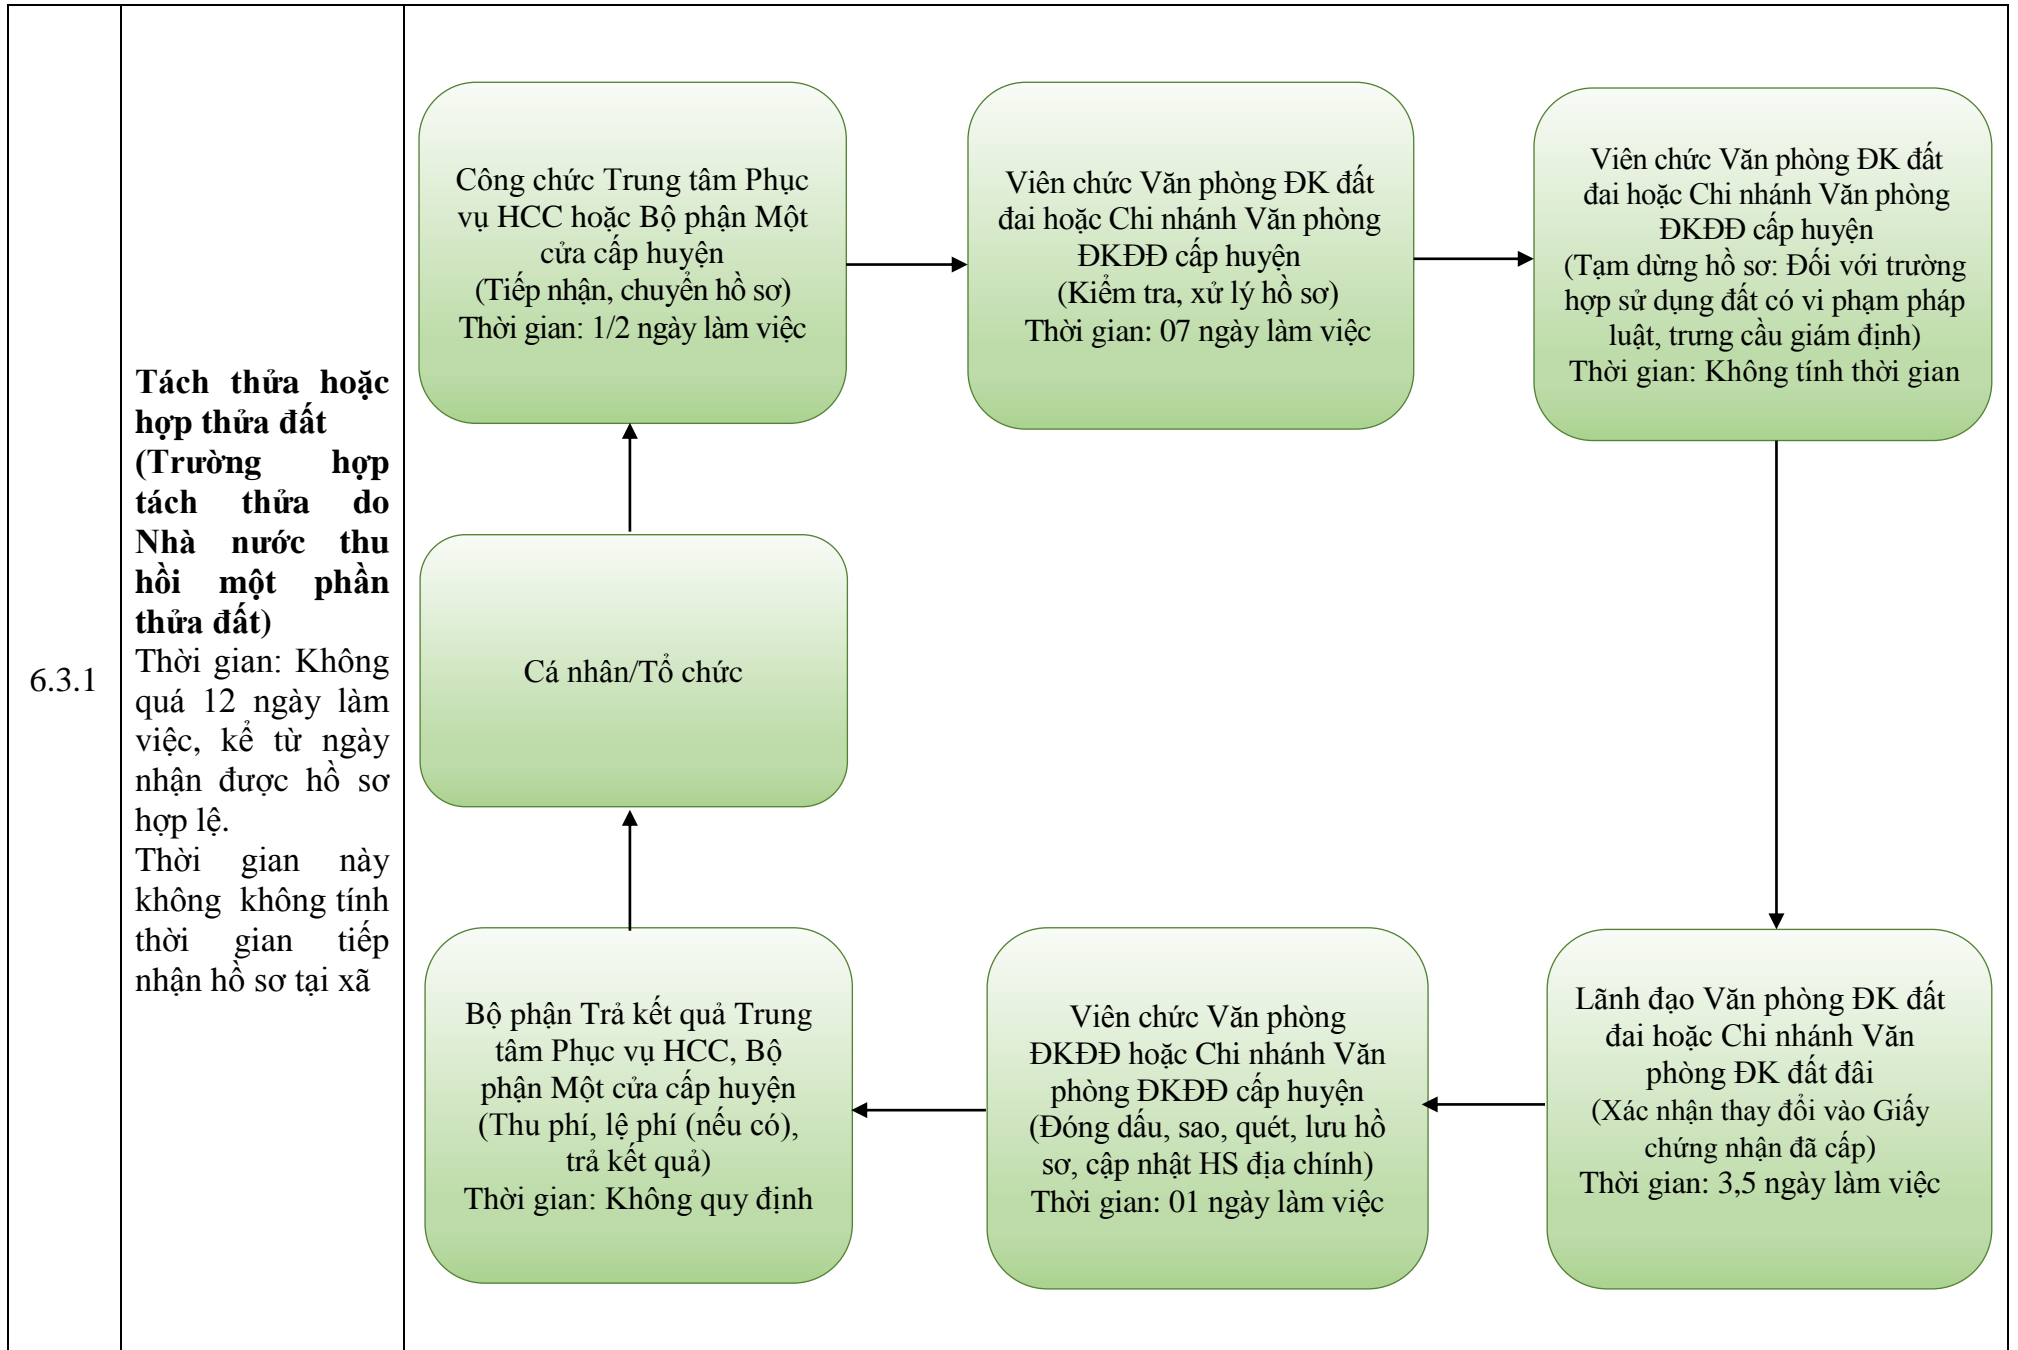 6.3.1
Tách thửa hoặc
hợp thửa đất
(Trường hợp
tách thửa do
Nhà nước thu
hồi một phần
thửa đất)
Thời gian: Không
quá 12 ngày làm
việc, kể từ ngày
nhận được hồ sơ
hợp lệ.
Thời gian này
không không tính
thời gian tiếp
nhận hồ sơ tại xã
Công chức Trung tâm Phục
vụ HCC hoặc Bộ phận Một
cửa cấp huyện
(Tiếp nhận, chuyển hồ sơ)
Thời gian: 1/2 ngày làm việc
Viên chức Văn phòng ĐK đất
đai hoặc Chi nhánh Văn phòng
ĐKĐĐ cấp huyện
(Kiểm tra, xử lý hồ sơ)
Thời gian: 07 ngày làm việc
Viên chức Văn phòng ĐK đất
đai hoặc Chi nhánh Văn phòng
ĐKĐĐ cấp huyện
(Tạm dừng hồ sơ: Đối với trường
hợp sử dụng đất có vi phạm pháp
luật, trưng cầu giám định)
Thời gian: Không tính thời gian
Cá nhân/Tổ chức
Bộ phận Trả kết quả Trung
tâm Phục vụ HCC, Bộ
phận Một cửa cấp huyện
(Thu phí, lệ phí (nếu có),
trả kết quả)
Thời gian: Không quy định
Viên chức Văn phòng
ĐKĐĐ hoặc Chi nhánh Văn
phòng ĐKĐĐ cấp huyện
(Đóng dấu, sao, quét, lưu hồ
sơ, cập nhật HS địa chính)
Thời gian: 01 ngày làm việc
Lãnh đạo Văn phòng ĐK đất
đai hoặc Chi nhánh Văn
phòng ĐK đất đâi
(Xác nhận thay đổi vào Giấy
chứng nhận đã cấp)
Thời gian: 3,5 ngày làm việc